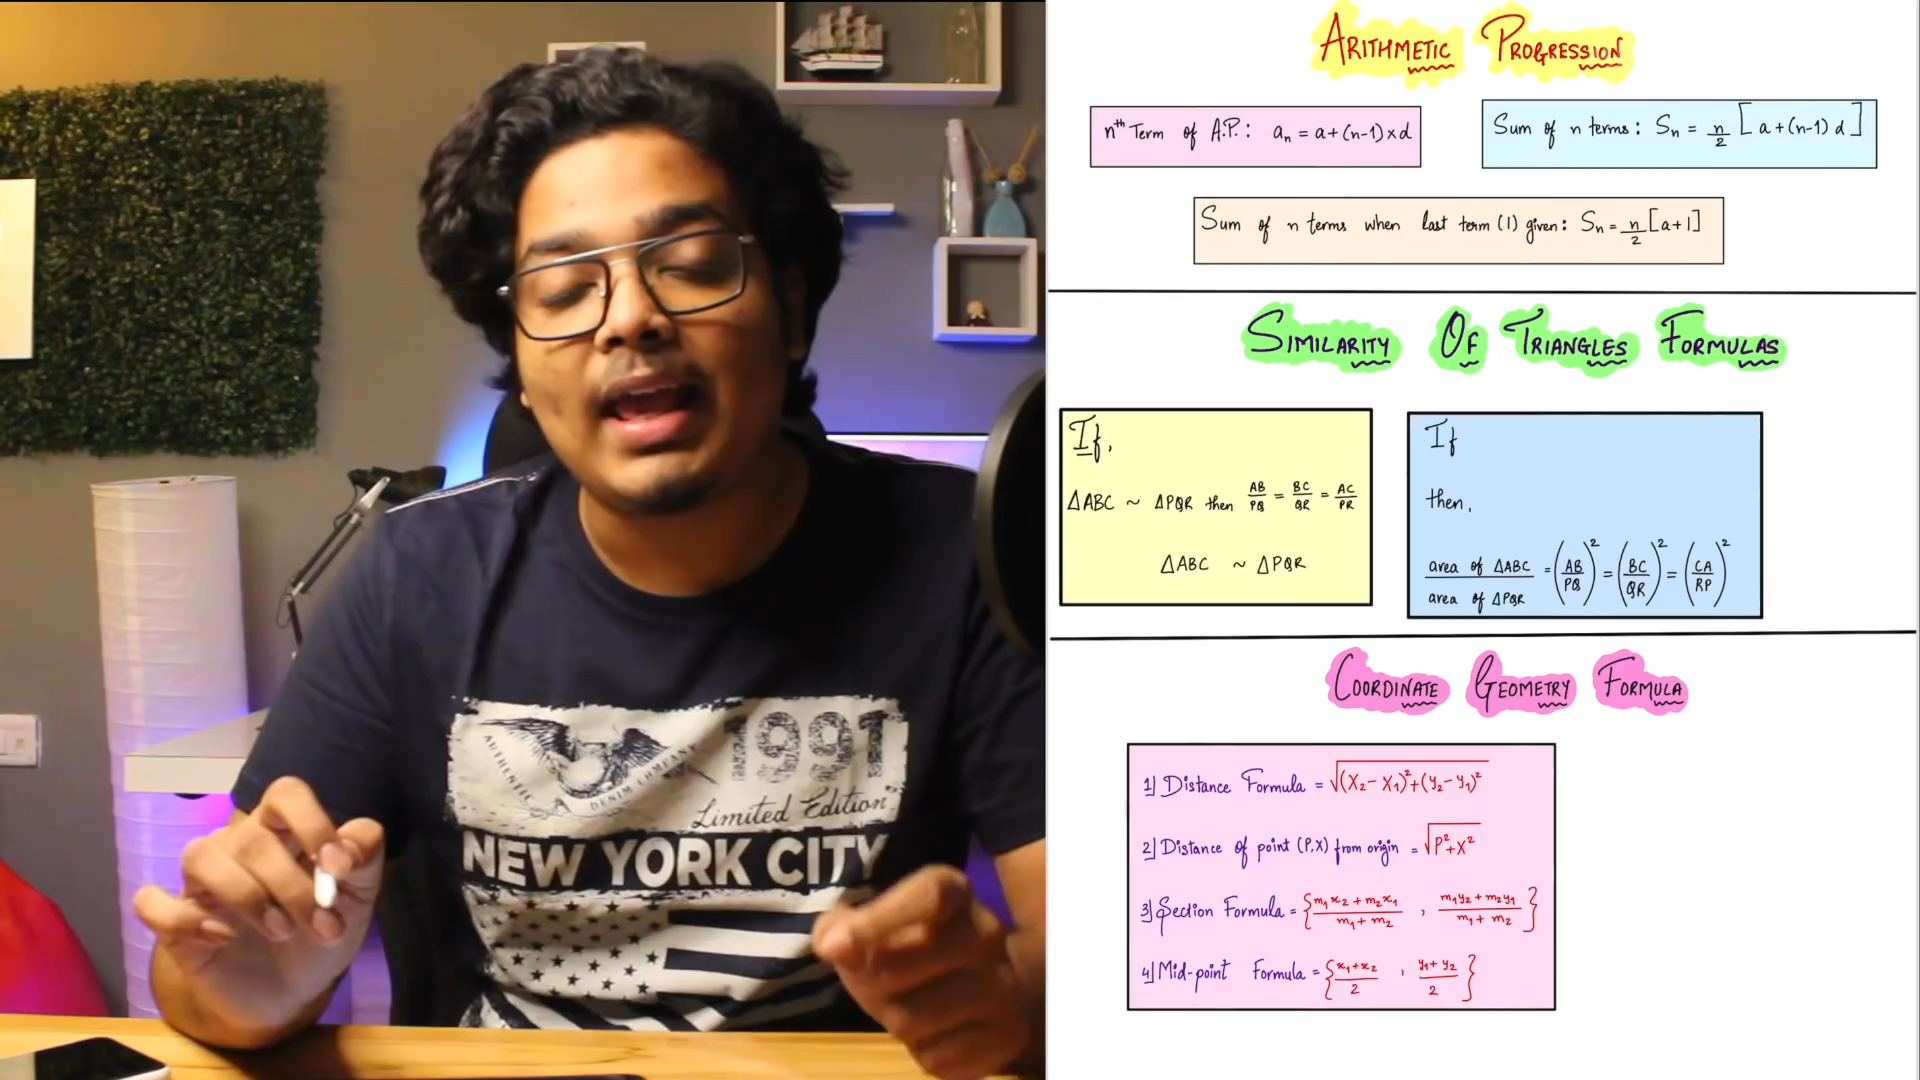 ARITHMETIC PROGRESSION
nth Term of A.P.: an = a+(n-1)×d
Sum of n terms: Sn = n/2 [a+(n-1) d]
Sum of n terms when last term (l) given: Sn = n/2 [a+l]
SIMILARITY OF TRIANGLES FORMULAS
If,
ΔABC ~ ΔPQR then AB/PQ = BC/QR = AC/PR
ΔABC ~ ΔPQR
If
then,
area of ΔABC / area of ΔPQR = (AB/PQ)² = (BC/QR)² = (CA/RP)²
COORDINATE GEOMETRY FORMULA
1] Distance Formula = √(x₂-x₁)²+(y₂-y₁)²
2] Distance of point (P,X) from origin = √P²+X²
3] Section Formula = {m₁x₂+m₂x₁/m₁+m₂ , m₁y₂+m₂y₁/m₁+m₂}
4] Mid-point Formula = {x₁+x₂/2 , y₁+y₂/2}
1991
AUTHENTIC DENIM COMPANY
Limited Edition
NEW YORK CITY